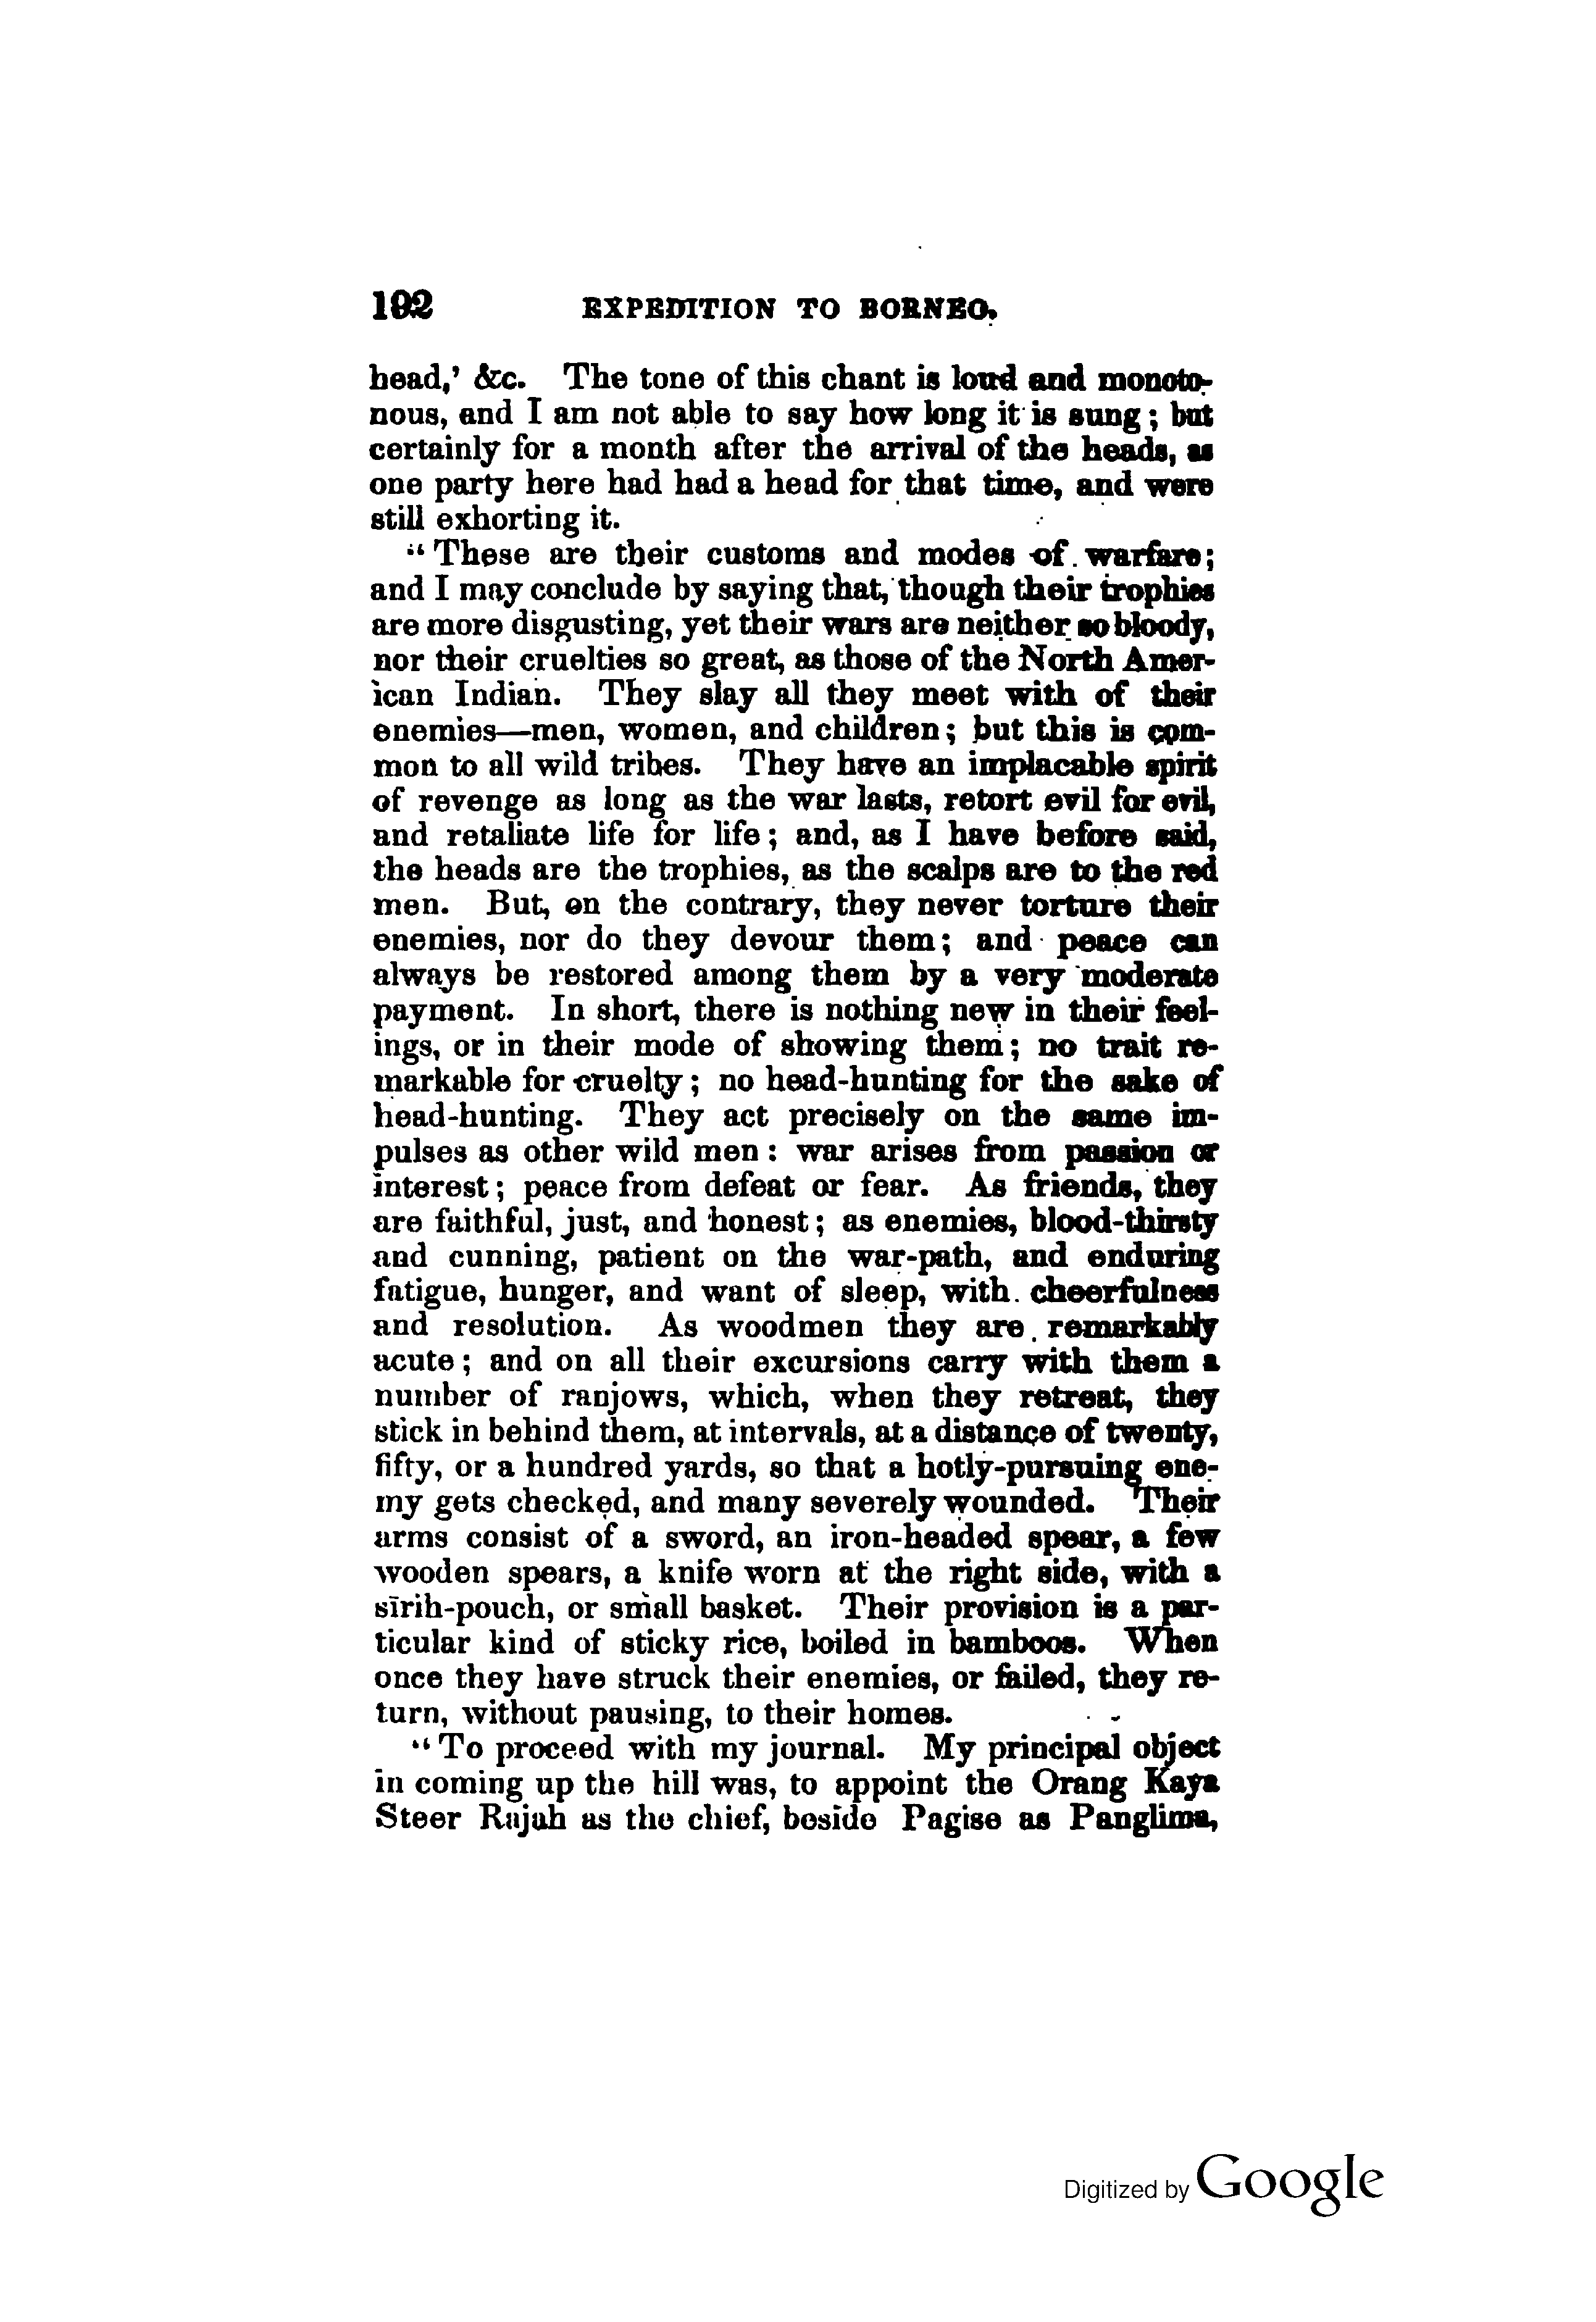 192 EXPEDITION TO BORNEO.
head,' &c. The tone of this chant is loud and monoto-
nous, and I am not able to say how long it is sung; but
certainly for a month after the arrival of the heads, as
one party here had had a head for that time, and were
still exhorting it.
"These are their customs and modes of warfare;
and I may conclude by saying that, though their trophies
are more disgusting, yet their wars are neither so bloody,
nor their cruelties so great, as those of the North Amer-
ican Indian. They slay all they meet with of their
enemies—men, women, and children; but this is com-
mon to all wild tribes. They have an implacable spirit
of revenge as long as the war lasts, retort evil for evil,
and retaliate life for life; and, as I have before said,
the heads are the trophies, as the scalps are to the red
men. But, on the contrary, they never torture their
enemies, nor do they devour them; and peace can
always be restored among them by a very moderate
payment. In short, there is nothing new in their feel-
ings, or in their mode of showing them; no trait re-
markable for cruelty; no head-hunting for the sake of
head-hunting. They act precisely on the same im-
pulses as other wild men: war arises from passion or
interest; peace from defeat or fear. As friends, they
are faithful, just, and honest; as enemies, blood-thirsty
and cunning, patient on the war-path, and enduring
fatigue, hunger, and want of sleep, with cheerfulness
and resolution. As woodmen they are remarkably
acute; and on all their excursions carry with them a
number of ranjows, which, when they retreat, they
stick in behind them, at intervals, at a distance of twenty,
fifty, or a hundred yards, so that a hotly-pursuing ene-
my gets checked, and many severely wounded. Their
arms consist of a sword, an iron-headed spear, a few
wooden spears, a knife worn at the right side, with a
sīrih-pouch, or small basket. Their provision is a par-
ticular kind of sticky rice, boiled in bamboos. When
once they have struck their enemies, or failed, they re-
turn, without pausing, to their homes.
"To proceed with my journal. My principal object
in coming up the hill was, to appoint the Orang Kaya
Steer Rajah as the chief, beside Pagise as Panglima,
Digitized by Google